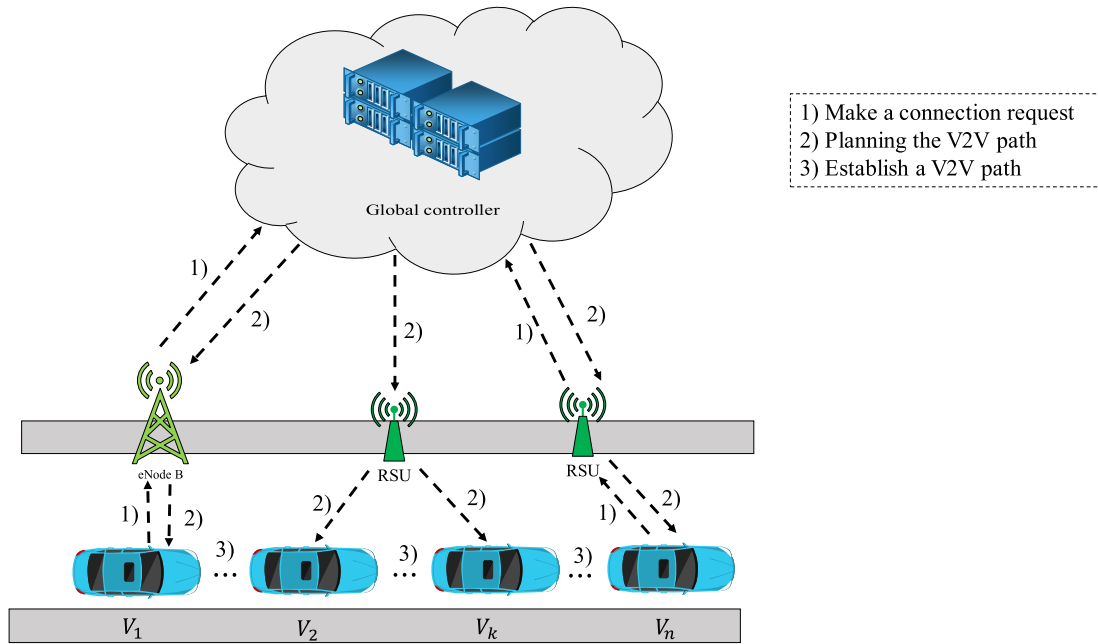 1) Make a connection request
2) Planning the V2V path
3) Establish a V2V path
Global controller
1)
2)
2)
1)
2)
eNode B
RSU
RSU
1)
2)
2)
2)
1)
2)
3)
3)
3)
V1
V2
Vk
Vn